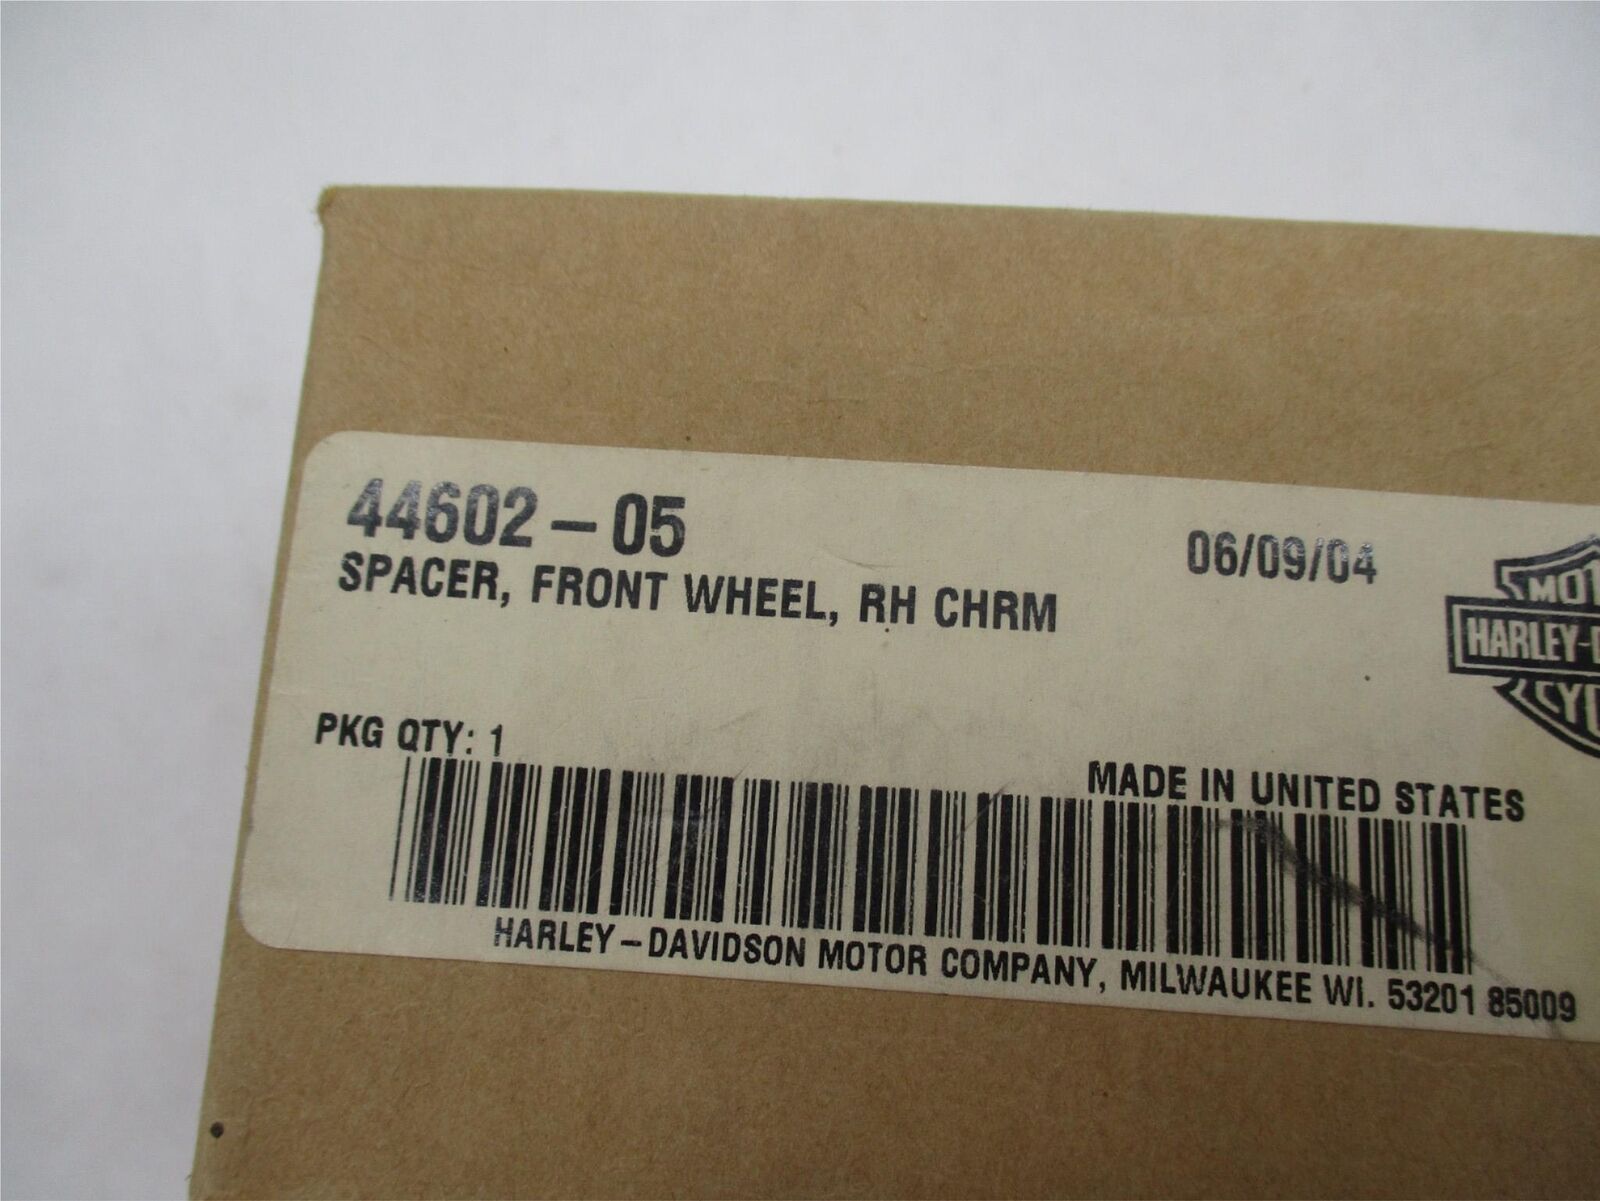 44602-05
06/09/04
SPACER, FRONT WHEEL, RH CHRM
HARLEY-
PKG QTY: 1
MADE IN UNITED STATES
HARLEY-DAVIDSON MOTOR COMPANY, MILWAUKEE WI. 53201 85009